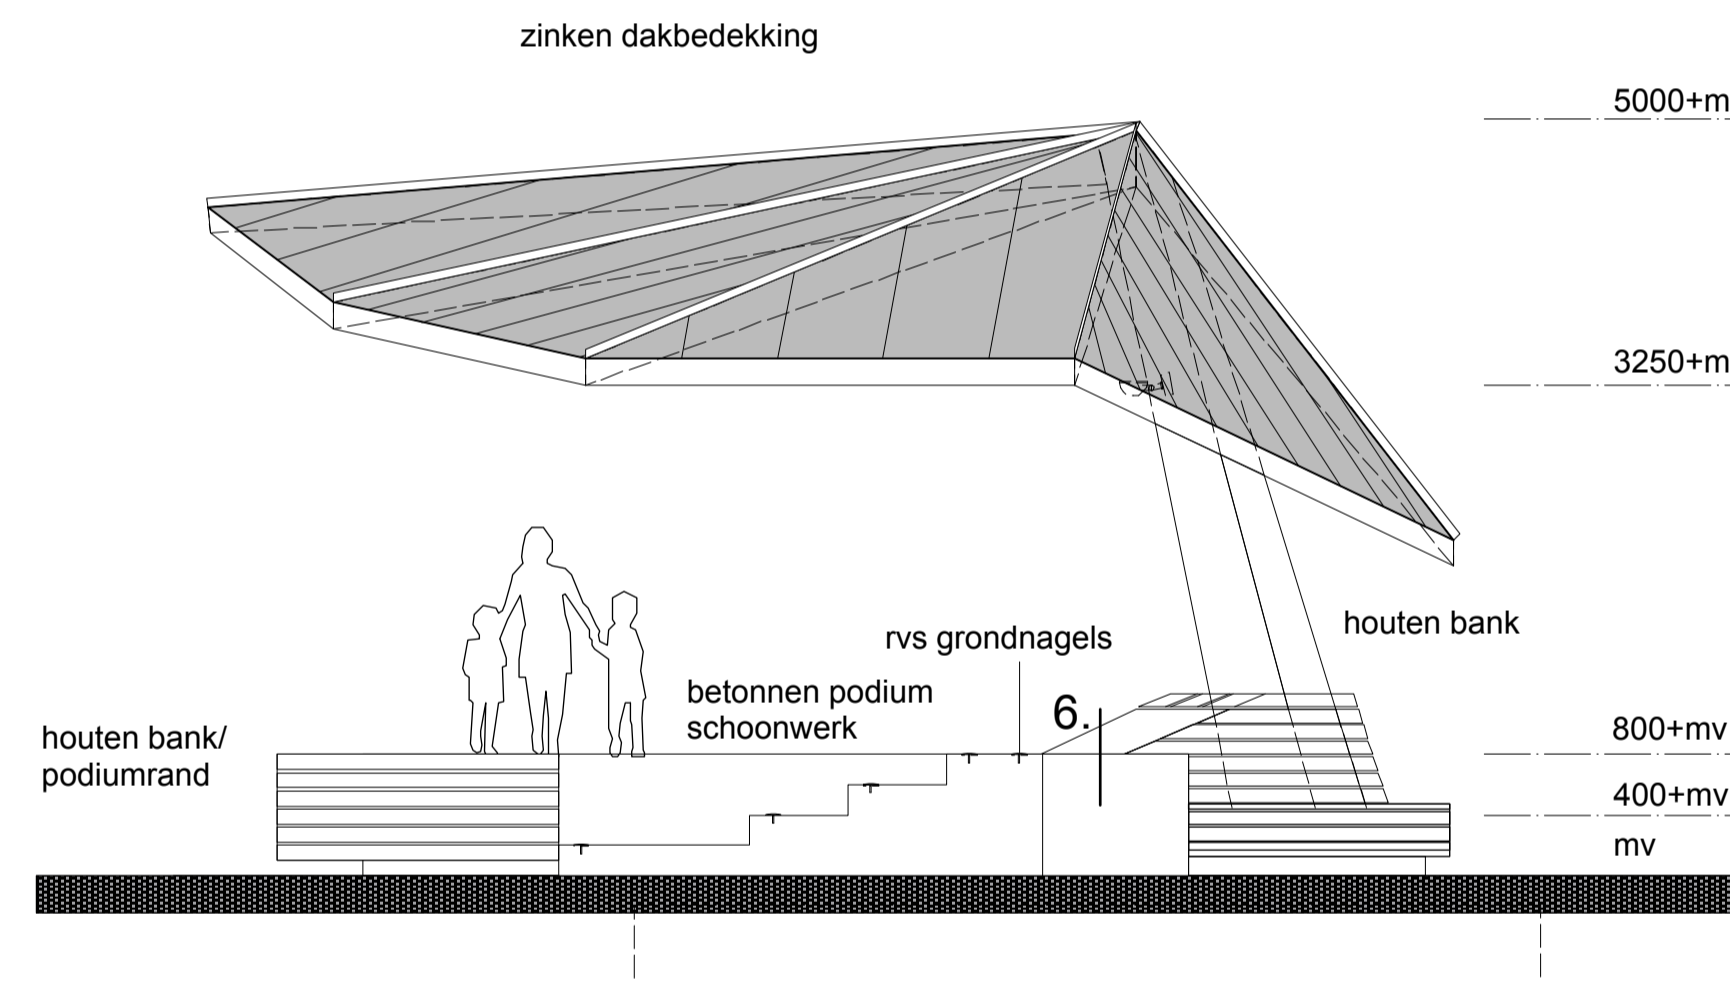 zinken dakbedekking
5000+m
3250+m
houten bank
rvs grondnagels
betonnen podium
schoonwerk
6.
houten bank/
podiumrand
800+mv
400+mv
mv